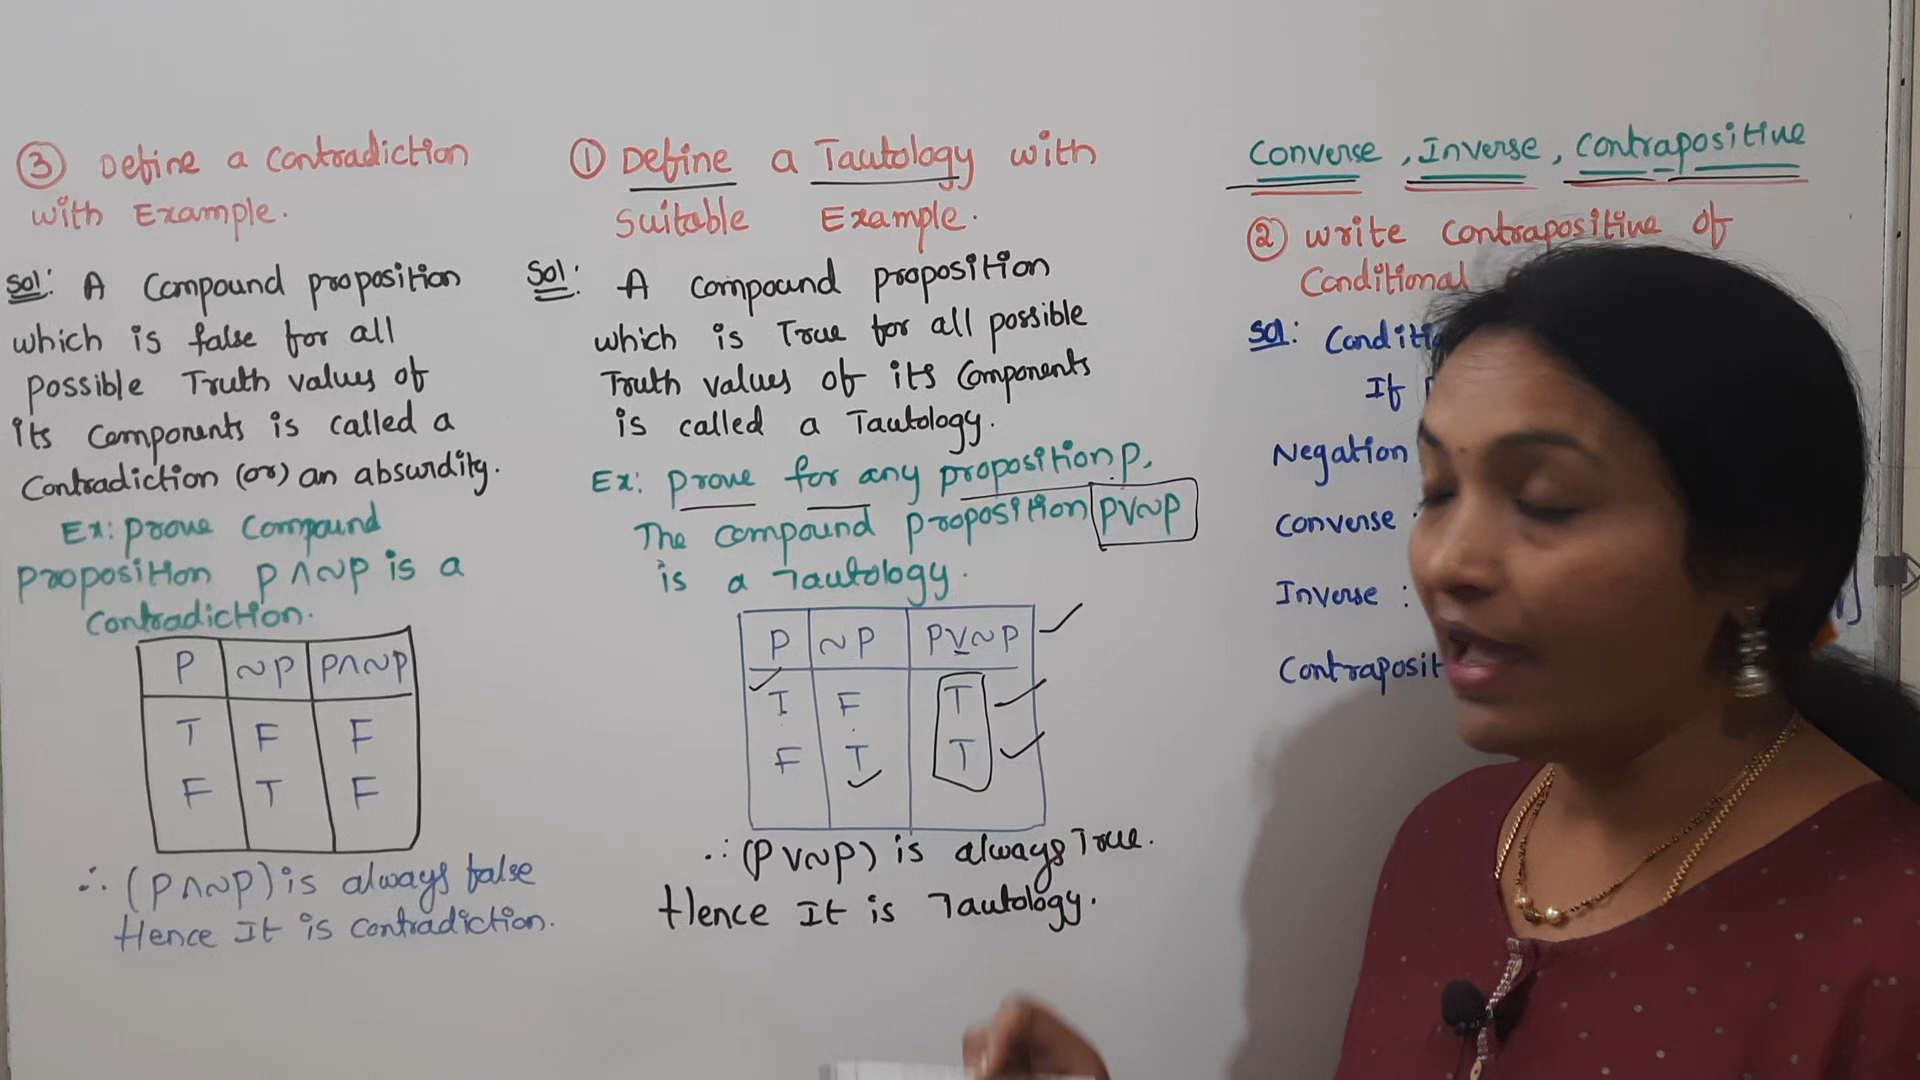 ③ Define a Contradiction
with Example.
Sol: A Compound proposition
which is false for all
possible Truth values of
its Components is called a
Contradiction (or) an absurdity.
Ex: prove Compound
proposition P∧~P is a
Contradiction.
P ~P P∧~P
T F F
F T F
∴ (P∧~P) is always false
Hence It is contradiction.
① Define a Tautology with
Suitable Example.
Sol: A compound proposition
which is True for all possible
Truth values of its Components
is called a Tautology.
Ex: prove for any proposition p,
The compound proposition P∨~P
is a Tautology.
P ~P P∨~P
T F T
F T T
∴ (P∨~P) is always True.
Hence It is Tautology.
Converse, Inverse, Contrapositive
② write Contrapositive of
Conditional
Sol:
If
Negation
Converse :
Inverse :